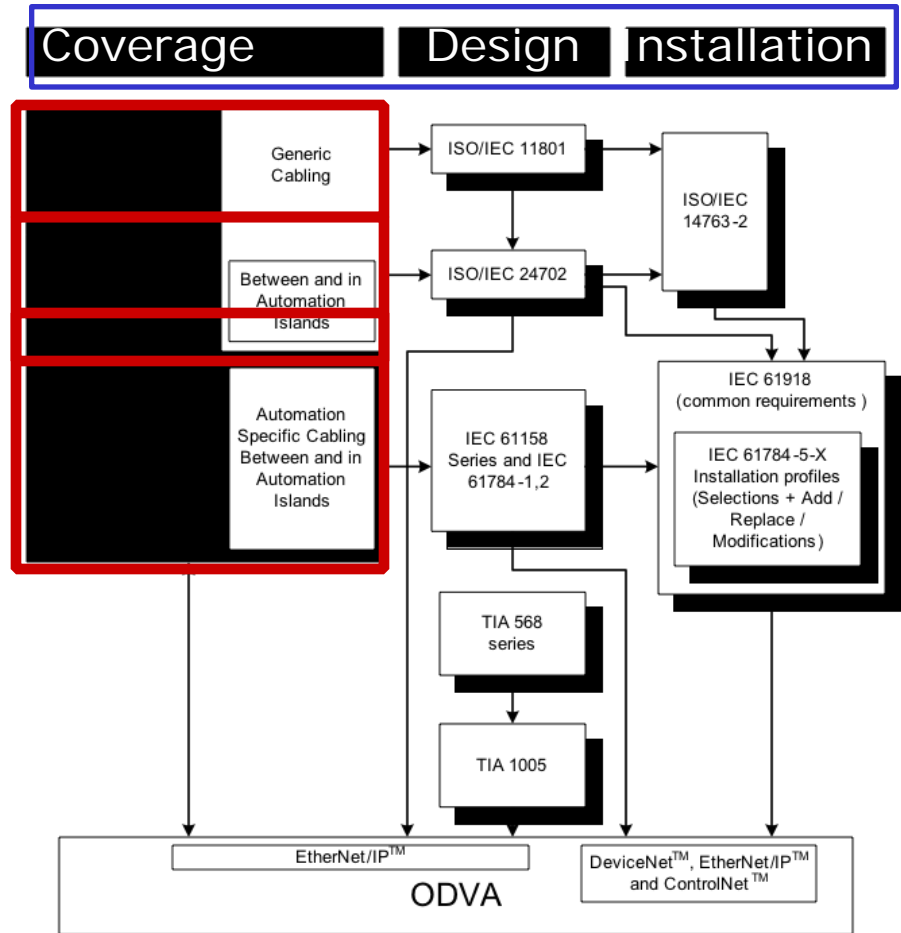 Coverage Design Installation
Generic
Cabling
ISO/IEC 11801
ISO/IEC
14763-2
Between and in
Automation
Islands
ISO/IEC 24702
IEC 61918
(common requirements )
Automation
Specific Cabling
Between and in
Automation
Islands
IEC 61158
Series and IEC
61784-1,2
IEC 61784-5-X
Installation profiles
(Selections + Add /
Replace /
Modifications)
TIA 568
series
TIA 1005
EtherNet/IP™
DeviceNet™, EtherNet/IP™
and ControlNet™
ODVA